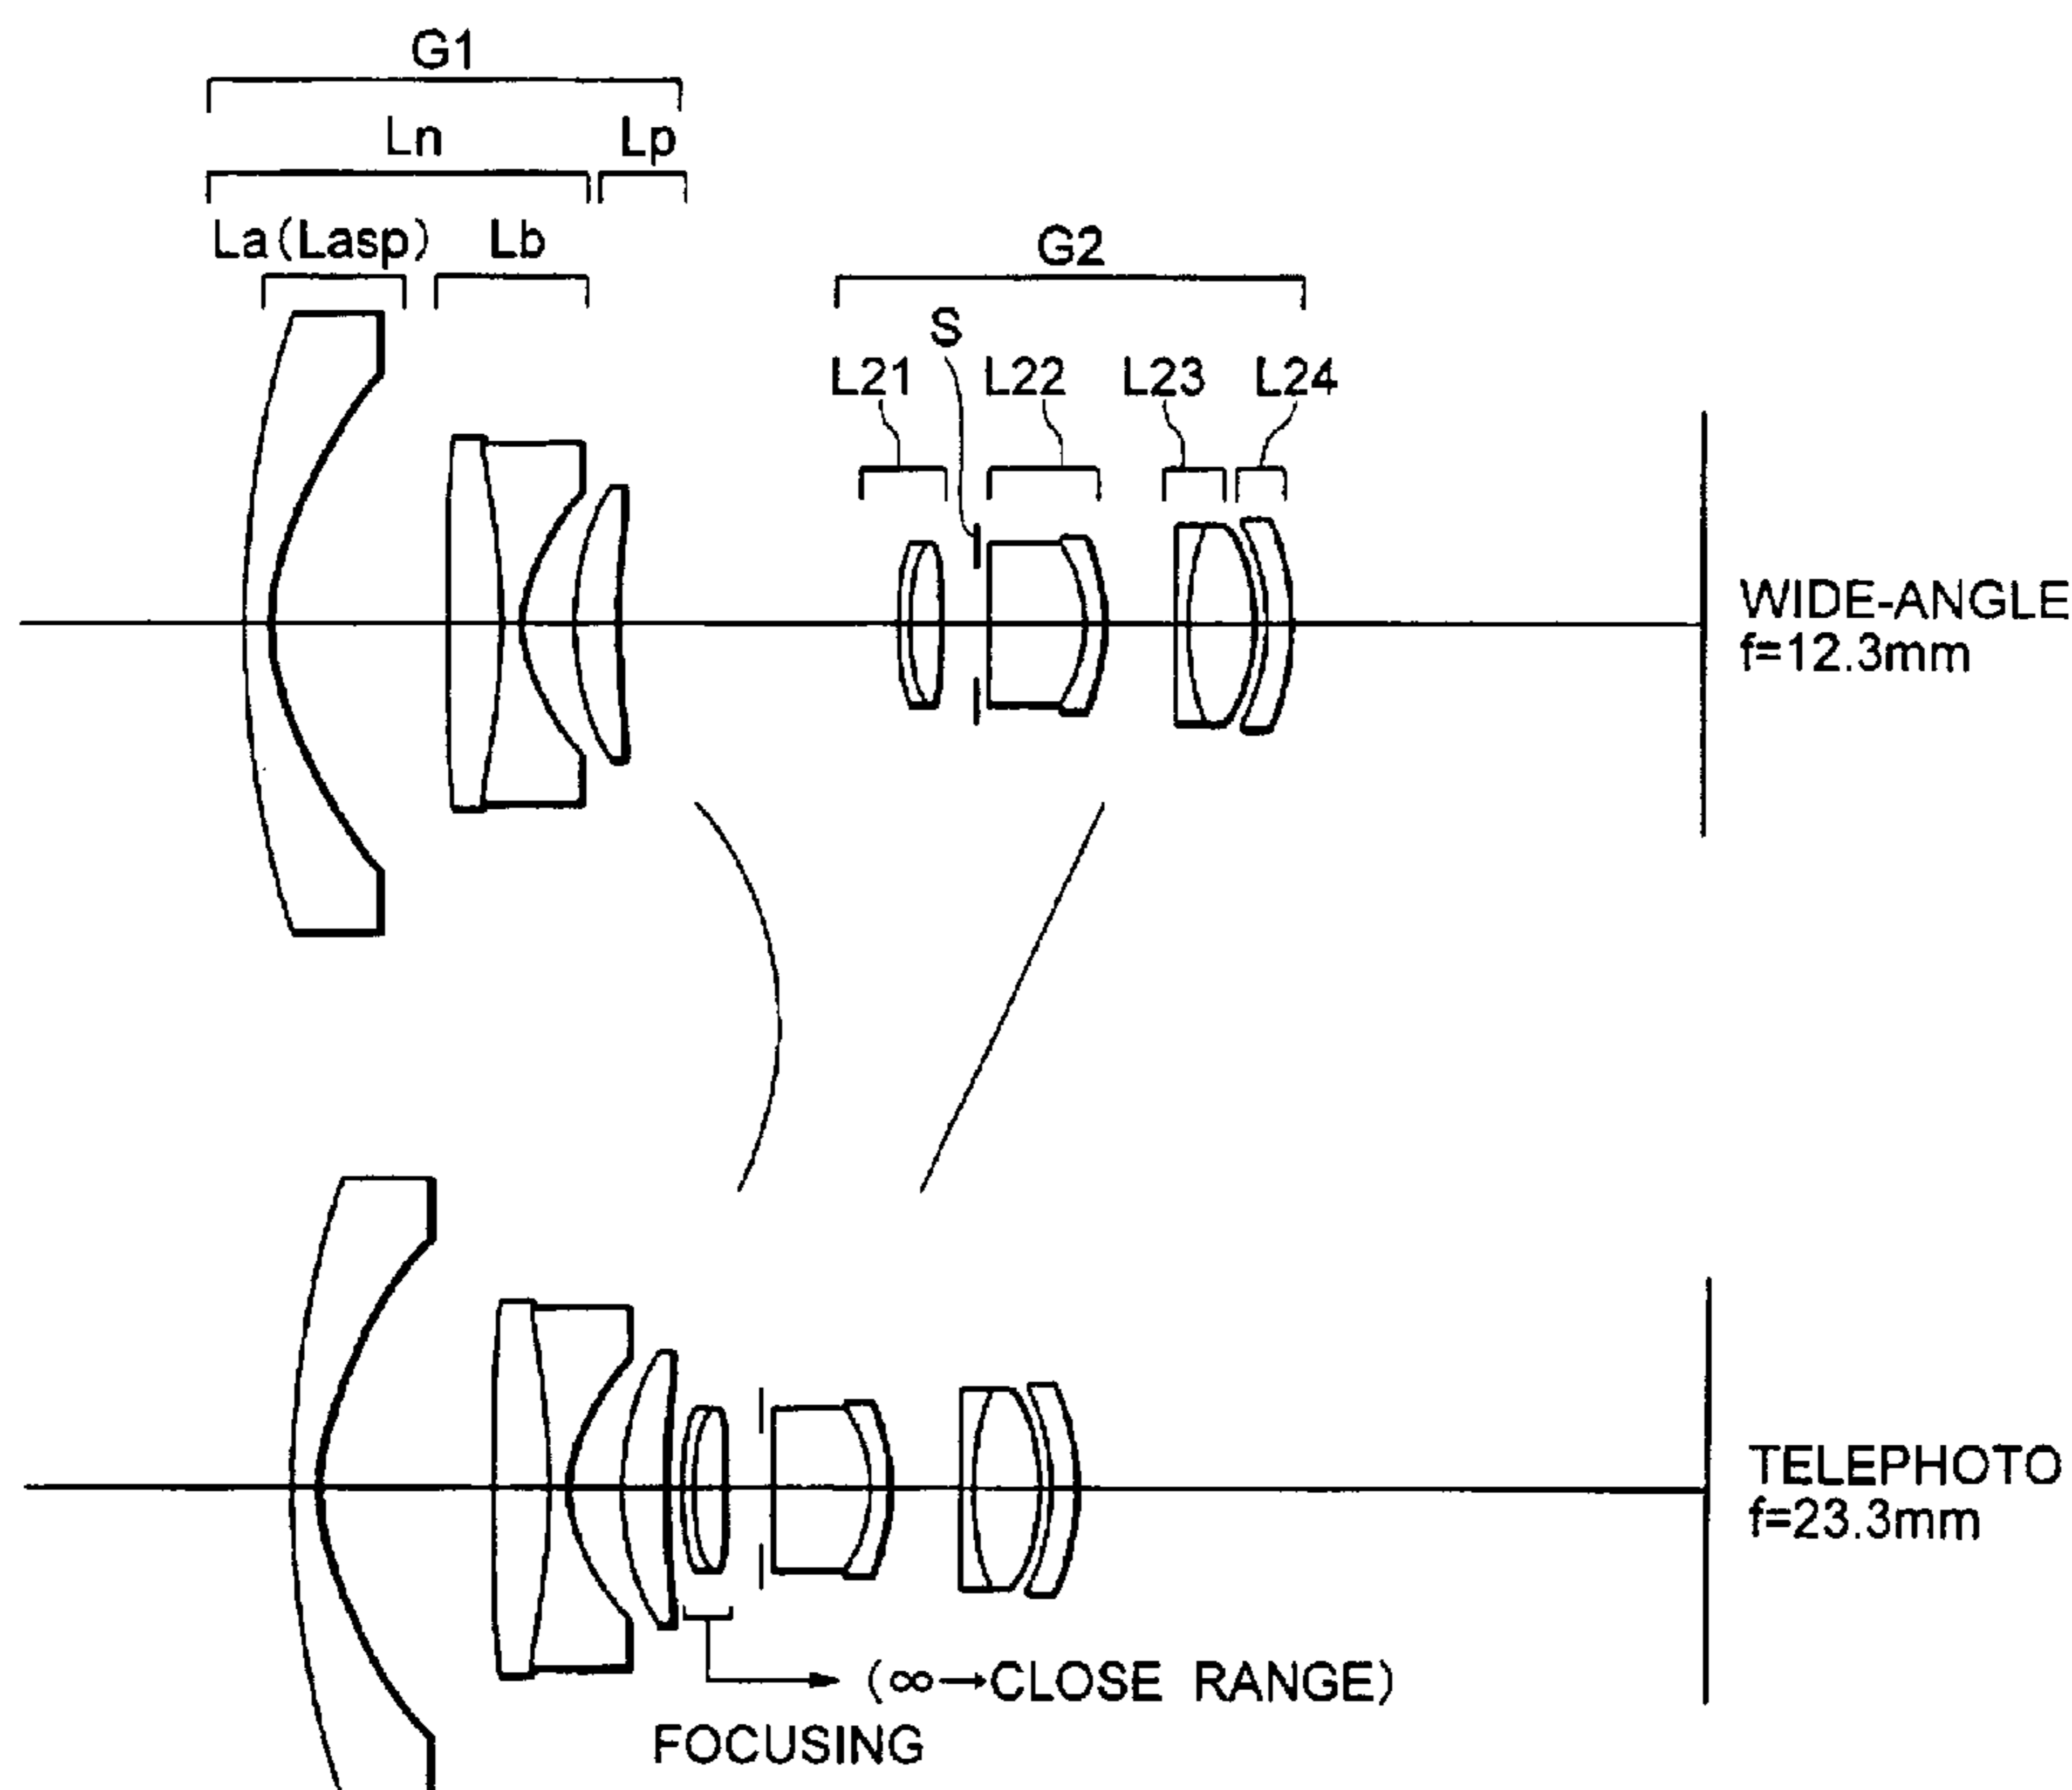 G1
Ln Lp
La(Lasp) Lb
G2
S
L21 L22 L23 L24
WIDE-ANGLE
f=12.3mm
TELEPHOTO
f=23.3mm
(∞→CLOSE RANGE)
FOCUSING